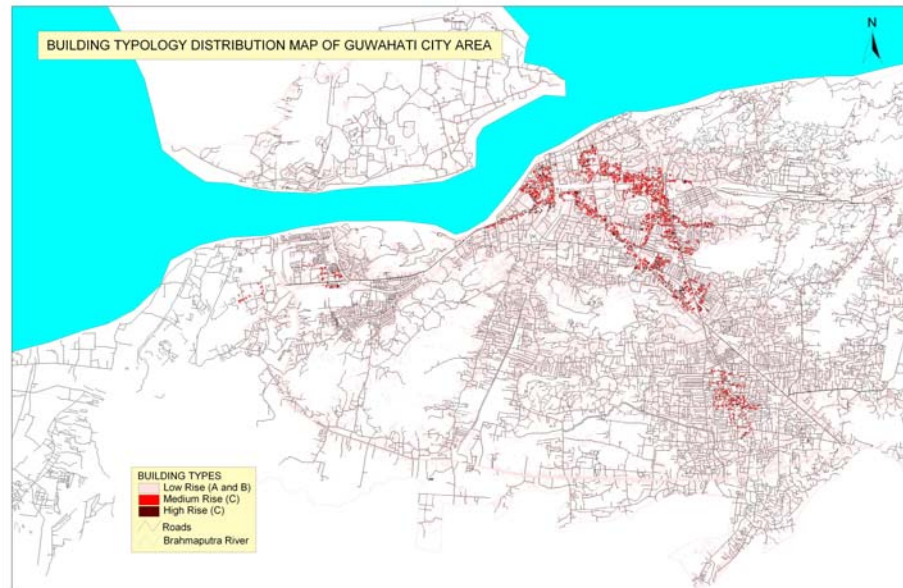 BUILDING TYPOLOGY DISTRIBUTION MAP OF GUWAHATI CITY AREA
N
BUILDING TYPES
Low Rise (A and B)
Medium Rise (C)
High Rise (C)
Roads
Brahmaputra River